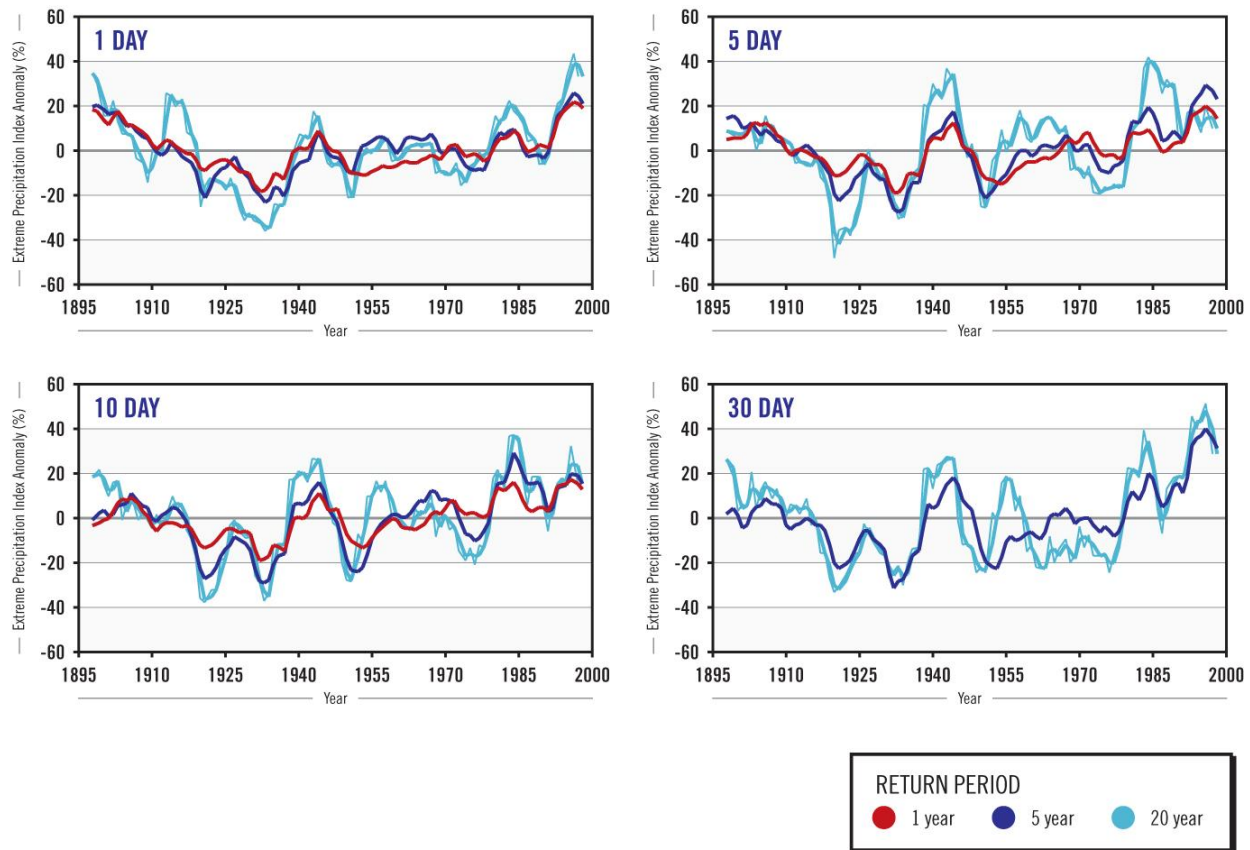 1 DAY
— Extreme Precipitation Index Anomaly (%) —
60
40
20
0
-20
-40
-60
1895 1910 1925 1940 1955 1970 1985 2000
Year
5 DAY
— Extreme Precipitation Index Anomaly (%) —
60
40
20
0
-20
-40
-60
1895 1910 1925 1940 1955 1970 1985 2000
Year
10 DAY
— Extreme Precipitation Index Anomaly (%) —
60
40
20
0
-20
-40
-60
1895 1910 1925 1940 1955 1970 1985 2000
Year
30 DAY
— Extreme Precipitation Index Anomaly (%) —
60
40
20
0
-20
-40
-60
1895 1910 1925 1940 1955 1970 1985 2000
Year
RETURN PERIOD
1 year 5 year 20 year